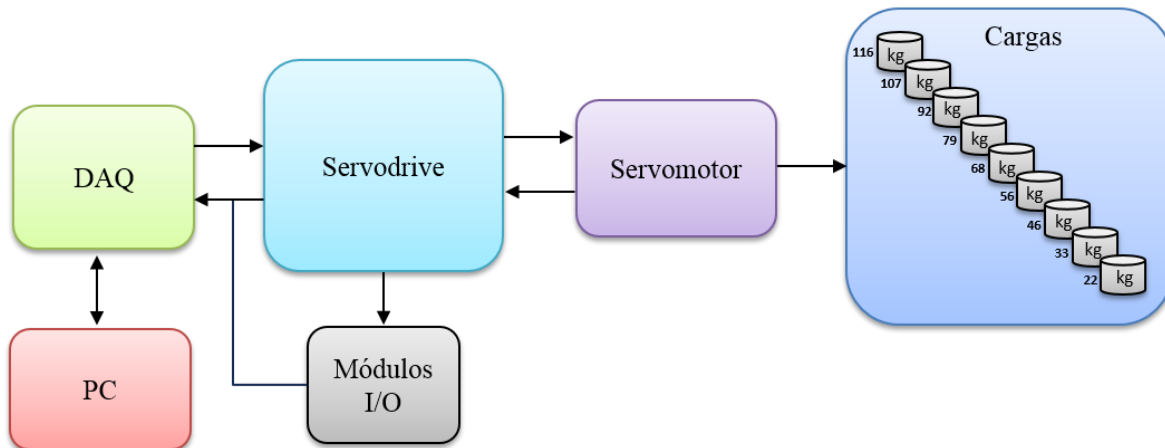 Cargas
116 kg
107 kg
92 kg
79 kg
68 kg
56 kg
46 kg
33 kg
22 kg
DAQ
Servodrive
Servomotor
PC
Módulos
I/O